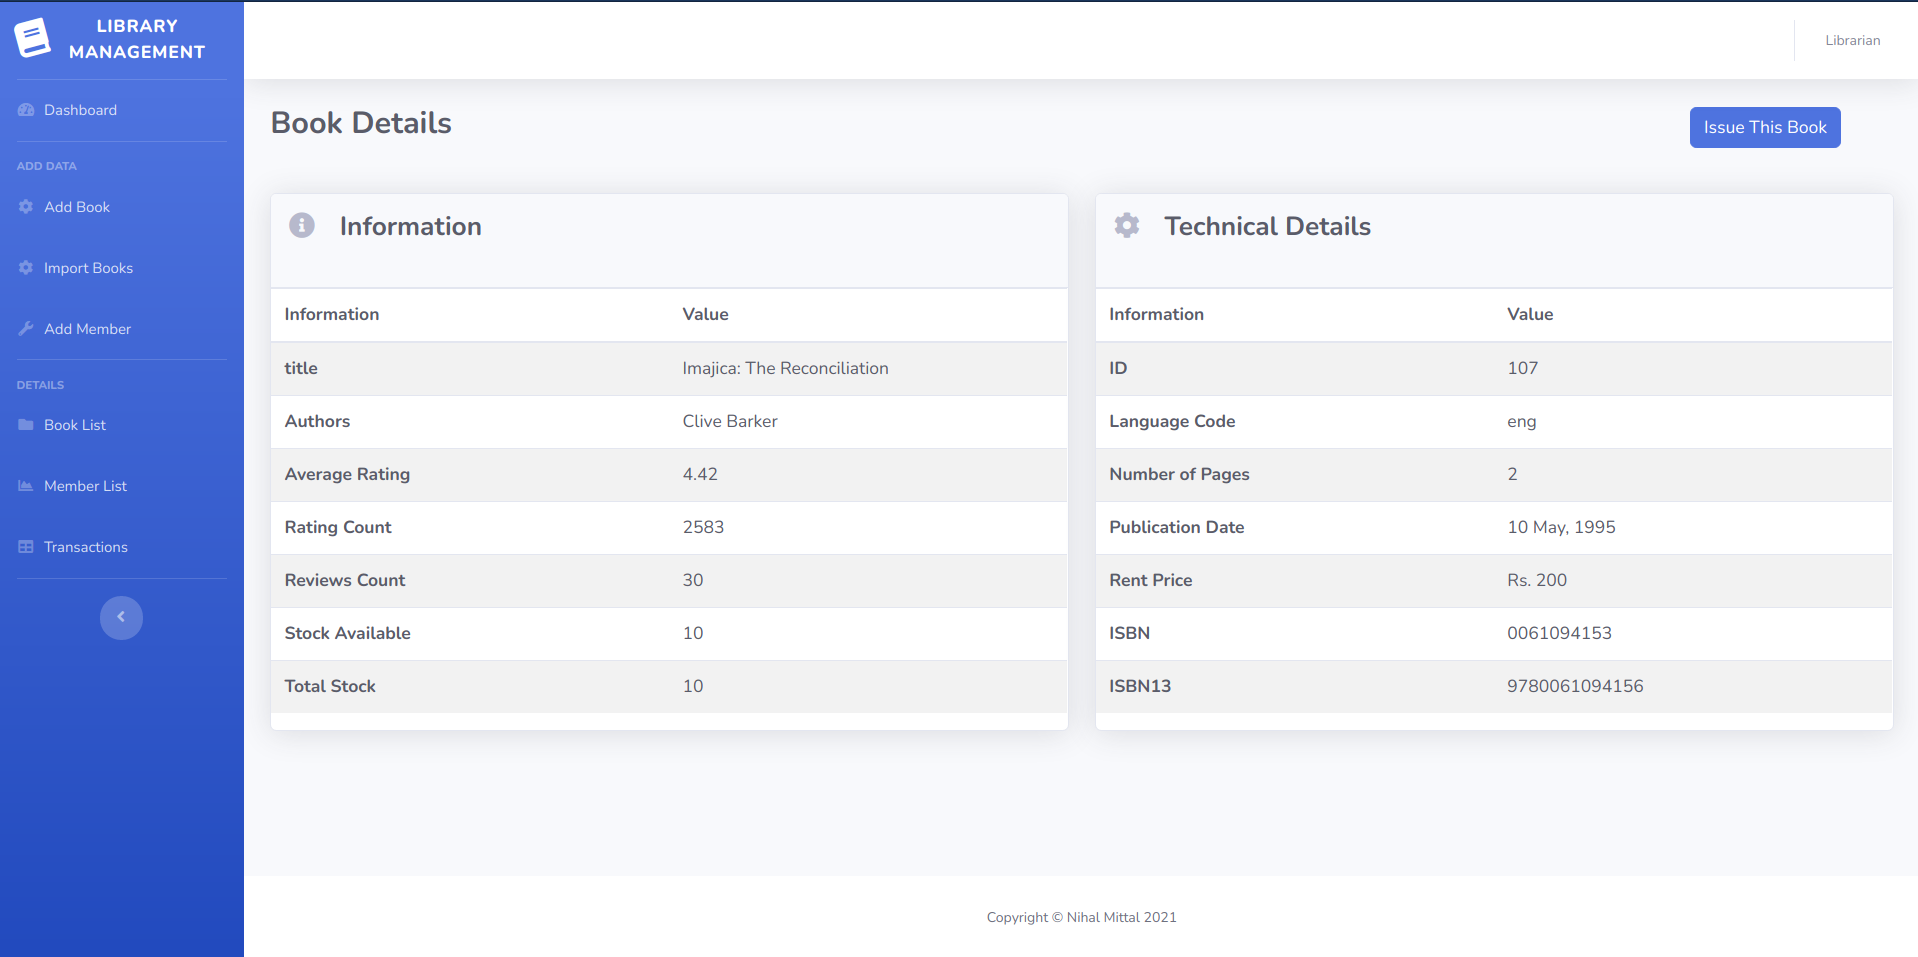 LIBRARY
MANAGEMENT
Librarian
Dashboard
ADD DATA
Add Book
Import Books
Add Member
DETAILS
Book List
Member List
Transactions
Book Details
Issue This Book
Information
Information Value
title Imajica: The Reconciliation
Authors Clive Barker
Average Rating 4.42
Rating Count 2583
Reviews Count 30
Stock Available 10
Total Stock 10
Technical Details
Information Value
ID 107
Language Code eng
Number of Pages 2
Publication Date 10 May, 1995
Rent Price Rs. 200
ISBN 0061094153
ISBN13 9780061094156
Copyright © Nihal Mittal 2021